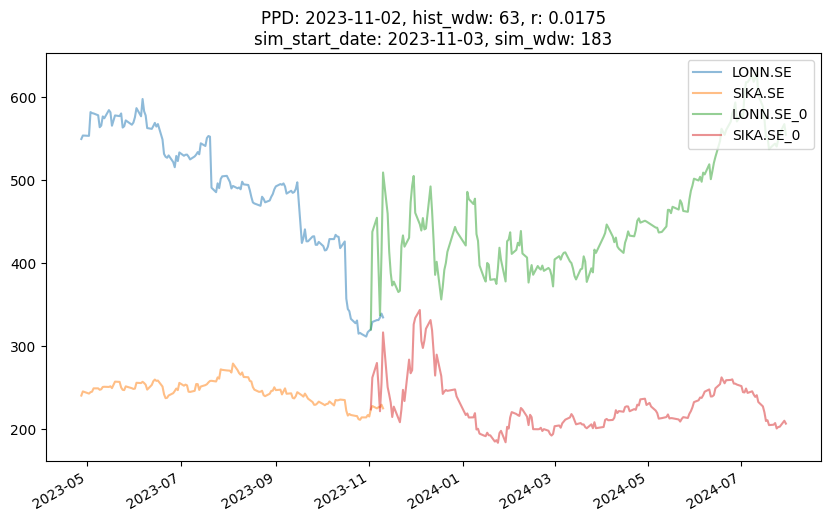 PPD: 2023-11-02, hist_wdw: 63, r: 0.0175
sim_start_date: 2023-11-03, sim_wdw: 183
LONN.SE
SIKA.SE
LONN.SE_0
SIKA.SE_0
600
500
400
300
200
2023-05
2023-07
2023-09
2023-11
2024-01
2024-03
2024-05
2024-07